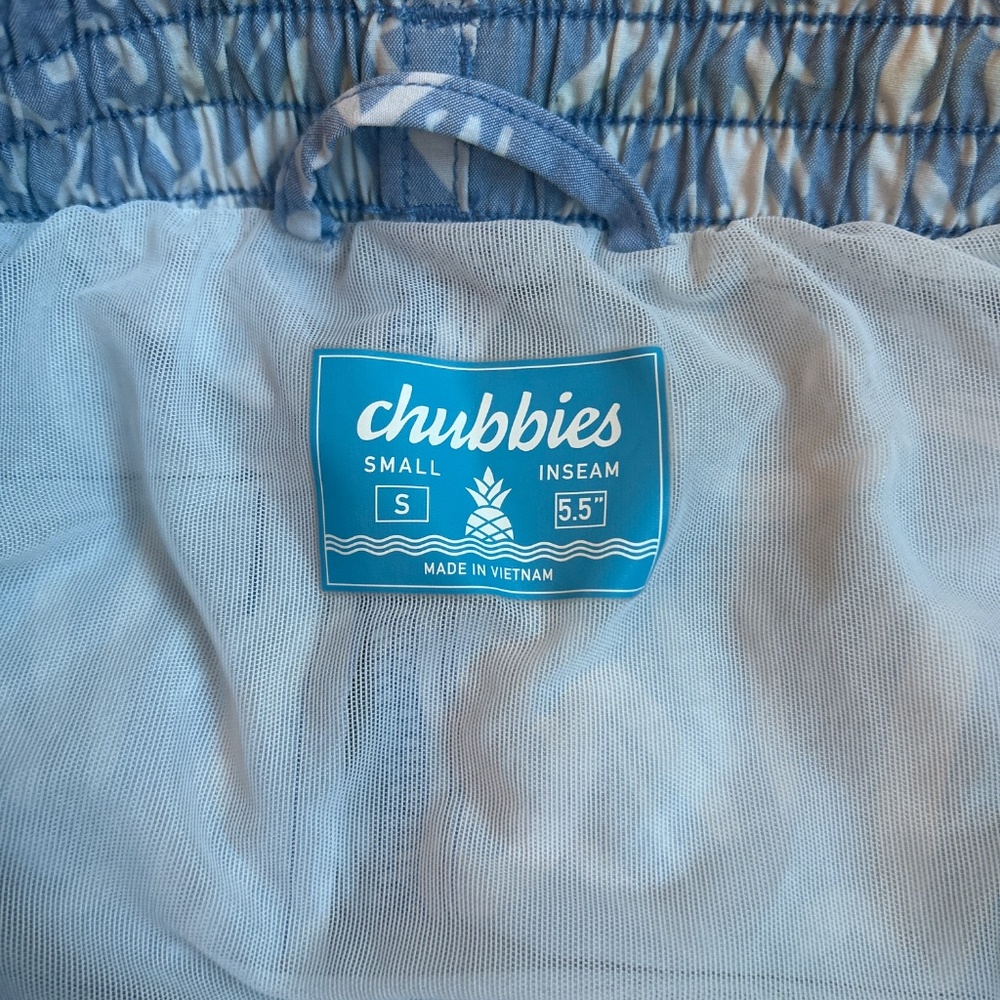 chubbies
SMALL INSEAM
S 5.5"
MADE IN VIETNAM